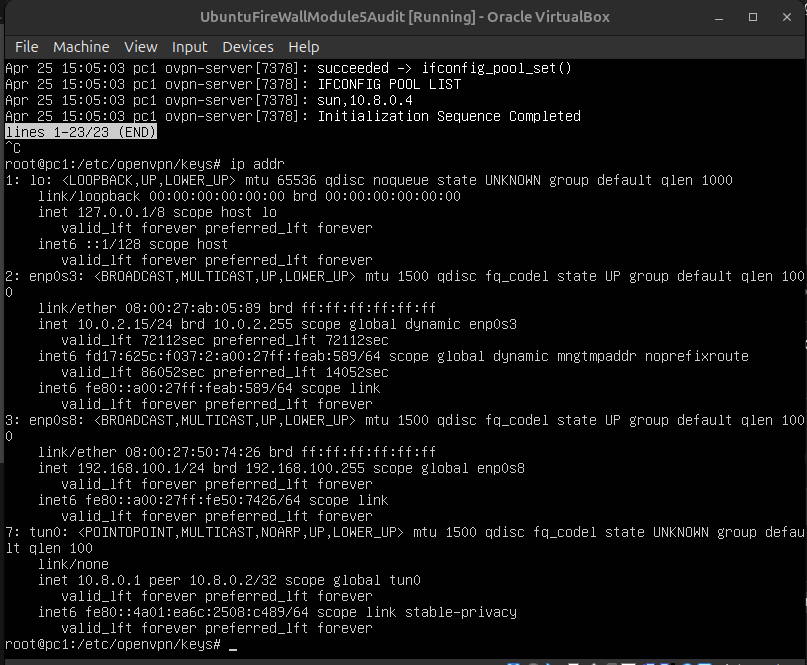 UbuntuFireWallModule5Audit [Running] - Oracle VirtualBox
File Machine View Input Devices Help
Apr 25 15:05:03 pc1 ovpn-server[7378]: succeeded -> ifconfig_pool_set()
Apr 25 15:05:03 pc1 ovpn-server[7378]: IFCONFIG POOL LIST
Apr 25 15:05:03 pc1 ovpn-server[7378]: sun,10.8.0.4
Apr 25 15:05:03 pc1 ovpn-server[7378]: Initialization Sequence Completed
lines 1-23/23 (END)
^C
root@pc1:/etc/openvpn/keys# ip addr
1: lo: <LOOPBACK,UP,LOWER_UP> mtu 65536 qdisc noqueue state UNKNOWN group default qlen 1000
link/loopback 00:00:00:00:00:00 brd 00:00:00:00:00:00
inet 127.0.0.1/8 scope host lo
valid_lft forever preferred_lft forever
inet6 ::1/128 scope host
valid_lft forever preferred_lft forever
2: enp0s3: <BROADCAST,MULTICAST,UP,LOWER_UP> mtu 1500 qdisc fq_codel state UP group default qlen 100
0
link/ether 08:00:27:ab:05:89 brd ff:ff:ff:ff:ff:ff
inet 10.0.2.15/24 brd 10.0.2.255 scope global dynamic enp0s3
valid_lft 72112sec preferred_lft 72112sec
inet6 fd17:625c:f037:2:a00:27ff:feab:589/64 scope global dynamic mngtmpaddr noprefixroute
valid_lft 86052sec preferred_lft 14052sec
inet6 fe80::a00:27ff:feab:589/64 scope link
valid_lft forever preferred_lft forever
3: enp0s8: <BROADCAST,MULTICAST,UP,LOWER_UP> mtu 1500 qdisc fq_codel state UP group default qlen 100
0
link/ether 08:00:27:50:74:26 brd ff:ff:ff:ff:ff:ff
inet 192.168.100.1/24 brd 192.168.100.255 scope global enp0s8
valid_lft forever preferred_lft forever
inet6 fe80::a00:27ff:fe50:7426/64 scope link
valid_lft forever preferred_lft forever
7: tun0: <POINTOPOINT,MULTICAST,NOARP,UP,LOWER_UP> mtu 1500 qdisc fq_codel state UNKNOWN group defau
lt qlen 100
link/none
inet 10.8.0.1 peer 10.8.0.2/32 scope global tun0
valid_lft forever preferred_lft forever
inet6 fe80::4a01:ea6c:2508:c489/64 scope link stable-privacy
valid_lft forever preferred_lft forever
root@pc1:/etc/openvpn/keys# _